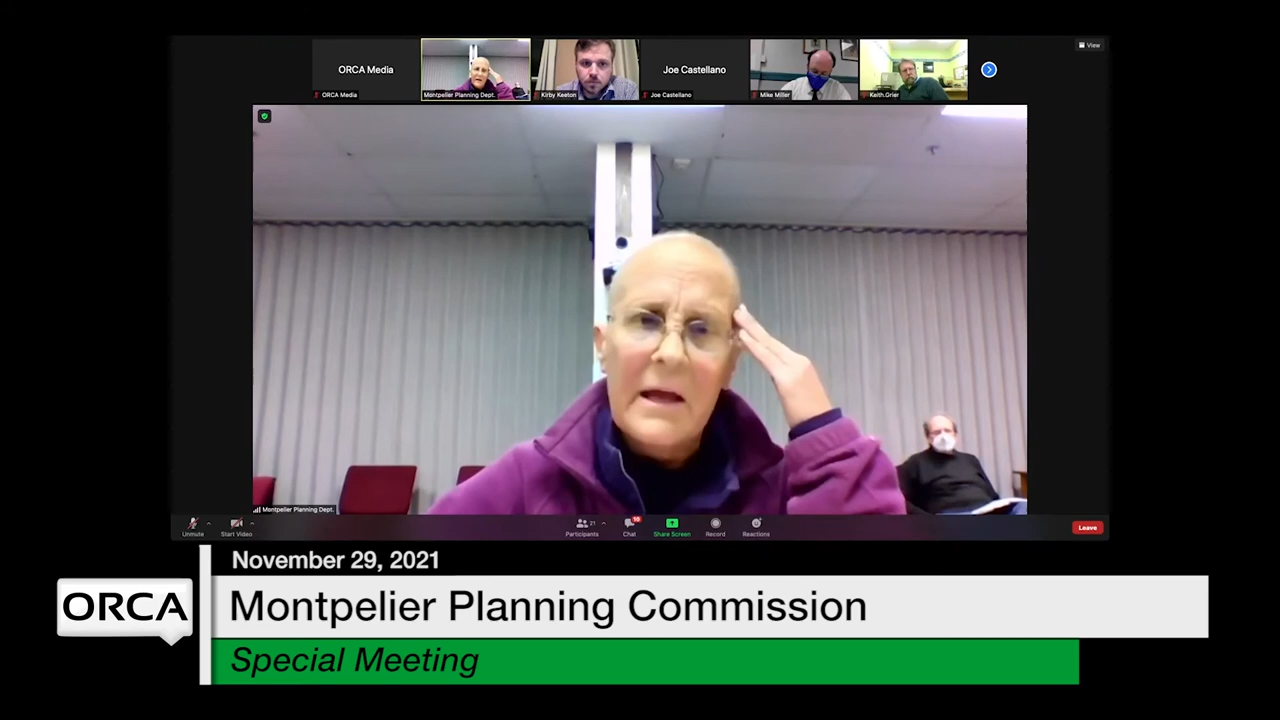 View
ORCA Media
Joe Castellano
ORCA Media
Montpelier Planning Dept.
Kirby Keeton
Joe Castellano
Mike Miller
Keith.Grier
Montpelier Planning Dept.
Unmute
Start Video
21
Participants
10
Chat
Share Screen
Record
Reactions
Leave
November 29, 2021
ORCA
Montpelier Planning Commission
Special Meeting